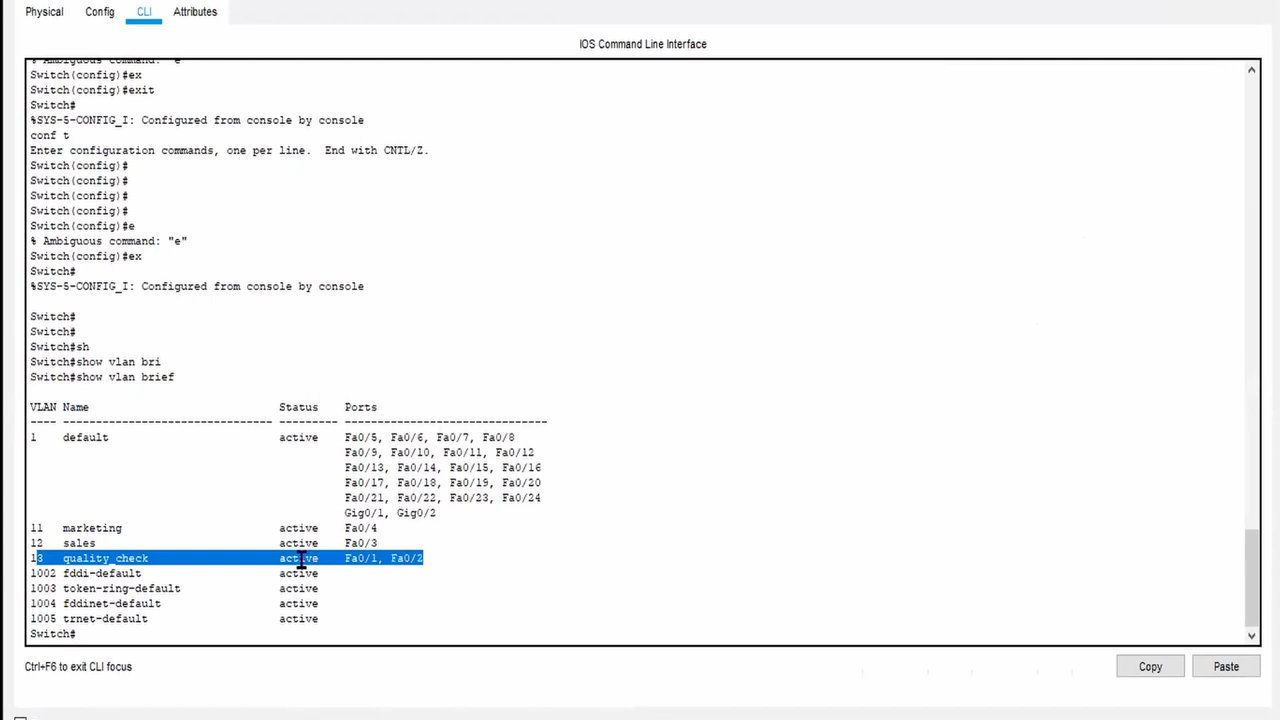 Physical Config CLI Attributes
IOS Command Line Interface
% Ambiguous command: "e"
Switch(config)#ex
Switch(config)#exit
Switch#
%SYS-5-CONFIG_I: Configured from console by console
conf t
Enter configuration commands, one per line.  End with CNTL/Z.
Switch(config)#
Switch(config)#
Switch(config)#
Switch(config)#
Switch(config)#e
% Ambiguous command: "e"
Switch(config)#ex
Switch#
%SYS-5-CONFIG_I: Configured from console by console
Switch#
Switch#
Switch#sh
Switch#show vlan bri
Switch#show vlan brief
VLAN Name                             Status    Ports
---- -------------------------------- --------- -------------------------------
1    default                          active    Fa0/5, Fa0/6, Fa0/7, Fa0/8
Fa0/9, Fa0/10, Fa0/11, Fa0/12
Fa0/13, Fa0/14, Fa0/15, Fa0/16
Fa0/17, Fa0/18, Fa0/19, Fa0/20
Fa0/21, Fa0/22, Fa0/23, Fa0/24
Gig0/1, Gig0/2
11   marketing                        active    Fa0/4
12   sales                            active    Fa0/3
13   quality_check                    active    Fa0/1, Fa0/2
1002 fddi-default                     active
1003 token-ring-default               active
1004 fddinet-default                  active
1005 trnet-default                    active
Switch#
Ctrl+F6 to exit CLI focus
Copy Paste